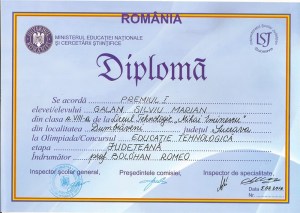 ROMÂNIA
MINISTERUL EDUCAȚIEI NAȚIONALE
ȘI CERCETĂRII ȘTIINȚIFICE
IȘJ
Diplomă
Se acordă PREMIUL I
elevei/elevului GALAN SILVIU MARIAN
din clasa a VIII-a de la Liceul Tehnologic „Mihai Eminescu"
din localitatea Dumbrăveni județul Suceava
la Olimpiada/Concursul EDUCAȚIE TEHNOLOGICĂ
etapa JUDEȚEANĂ
Îndrumător prof. BOLOHAN ROMEO
Inspector școlar general, Președintele comisiei, Inspector de specialitate,
Nr.
Data